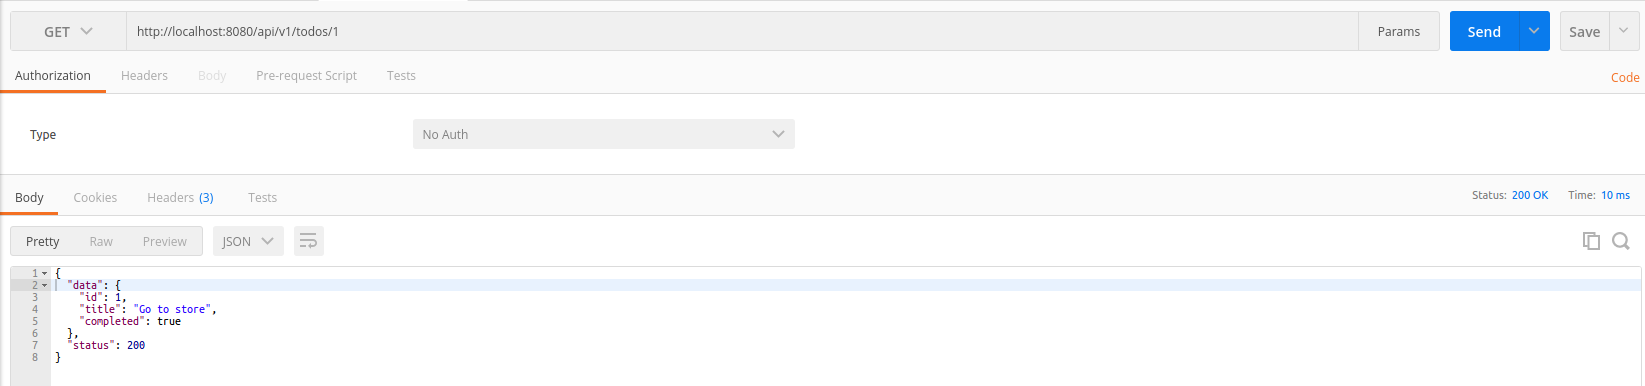 GET http://localhost:8080/api/v1/todos/1 Params Send Save
Authorization Headers Body Pre-request Script Tests Code
Type No Auth
Body Cookies Headers (3) Tests Status: 200 OK Time: 10 ms
Pretty Raw Preview JSON
1 {
2 "data": {
3 "id": 1,
4 "title": "Go to store",
5 "completed": true
6 },
7 "status": 200
8 }